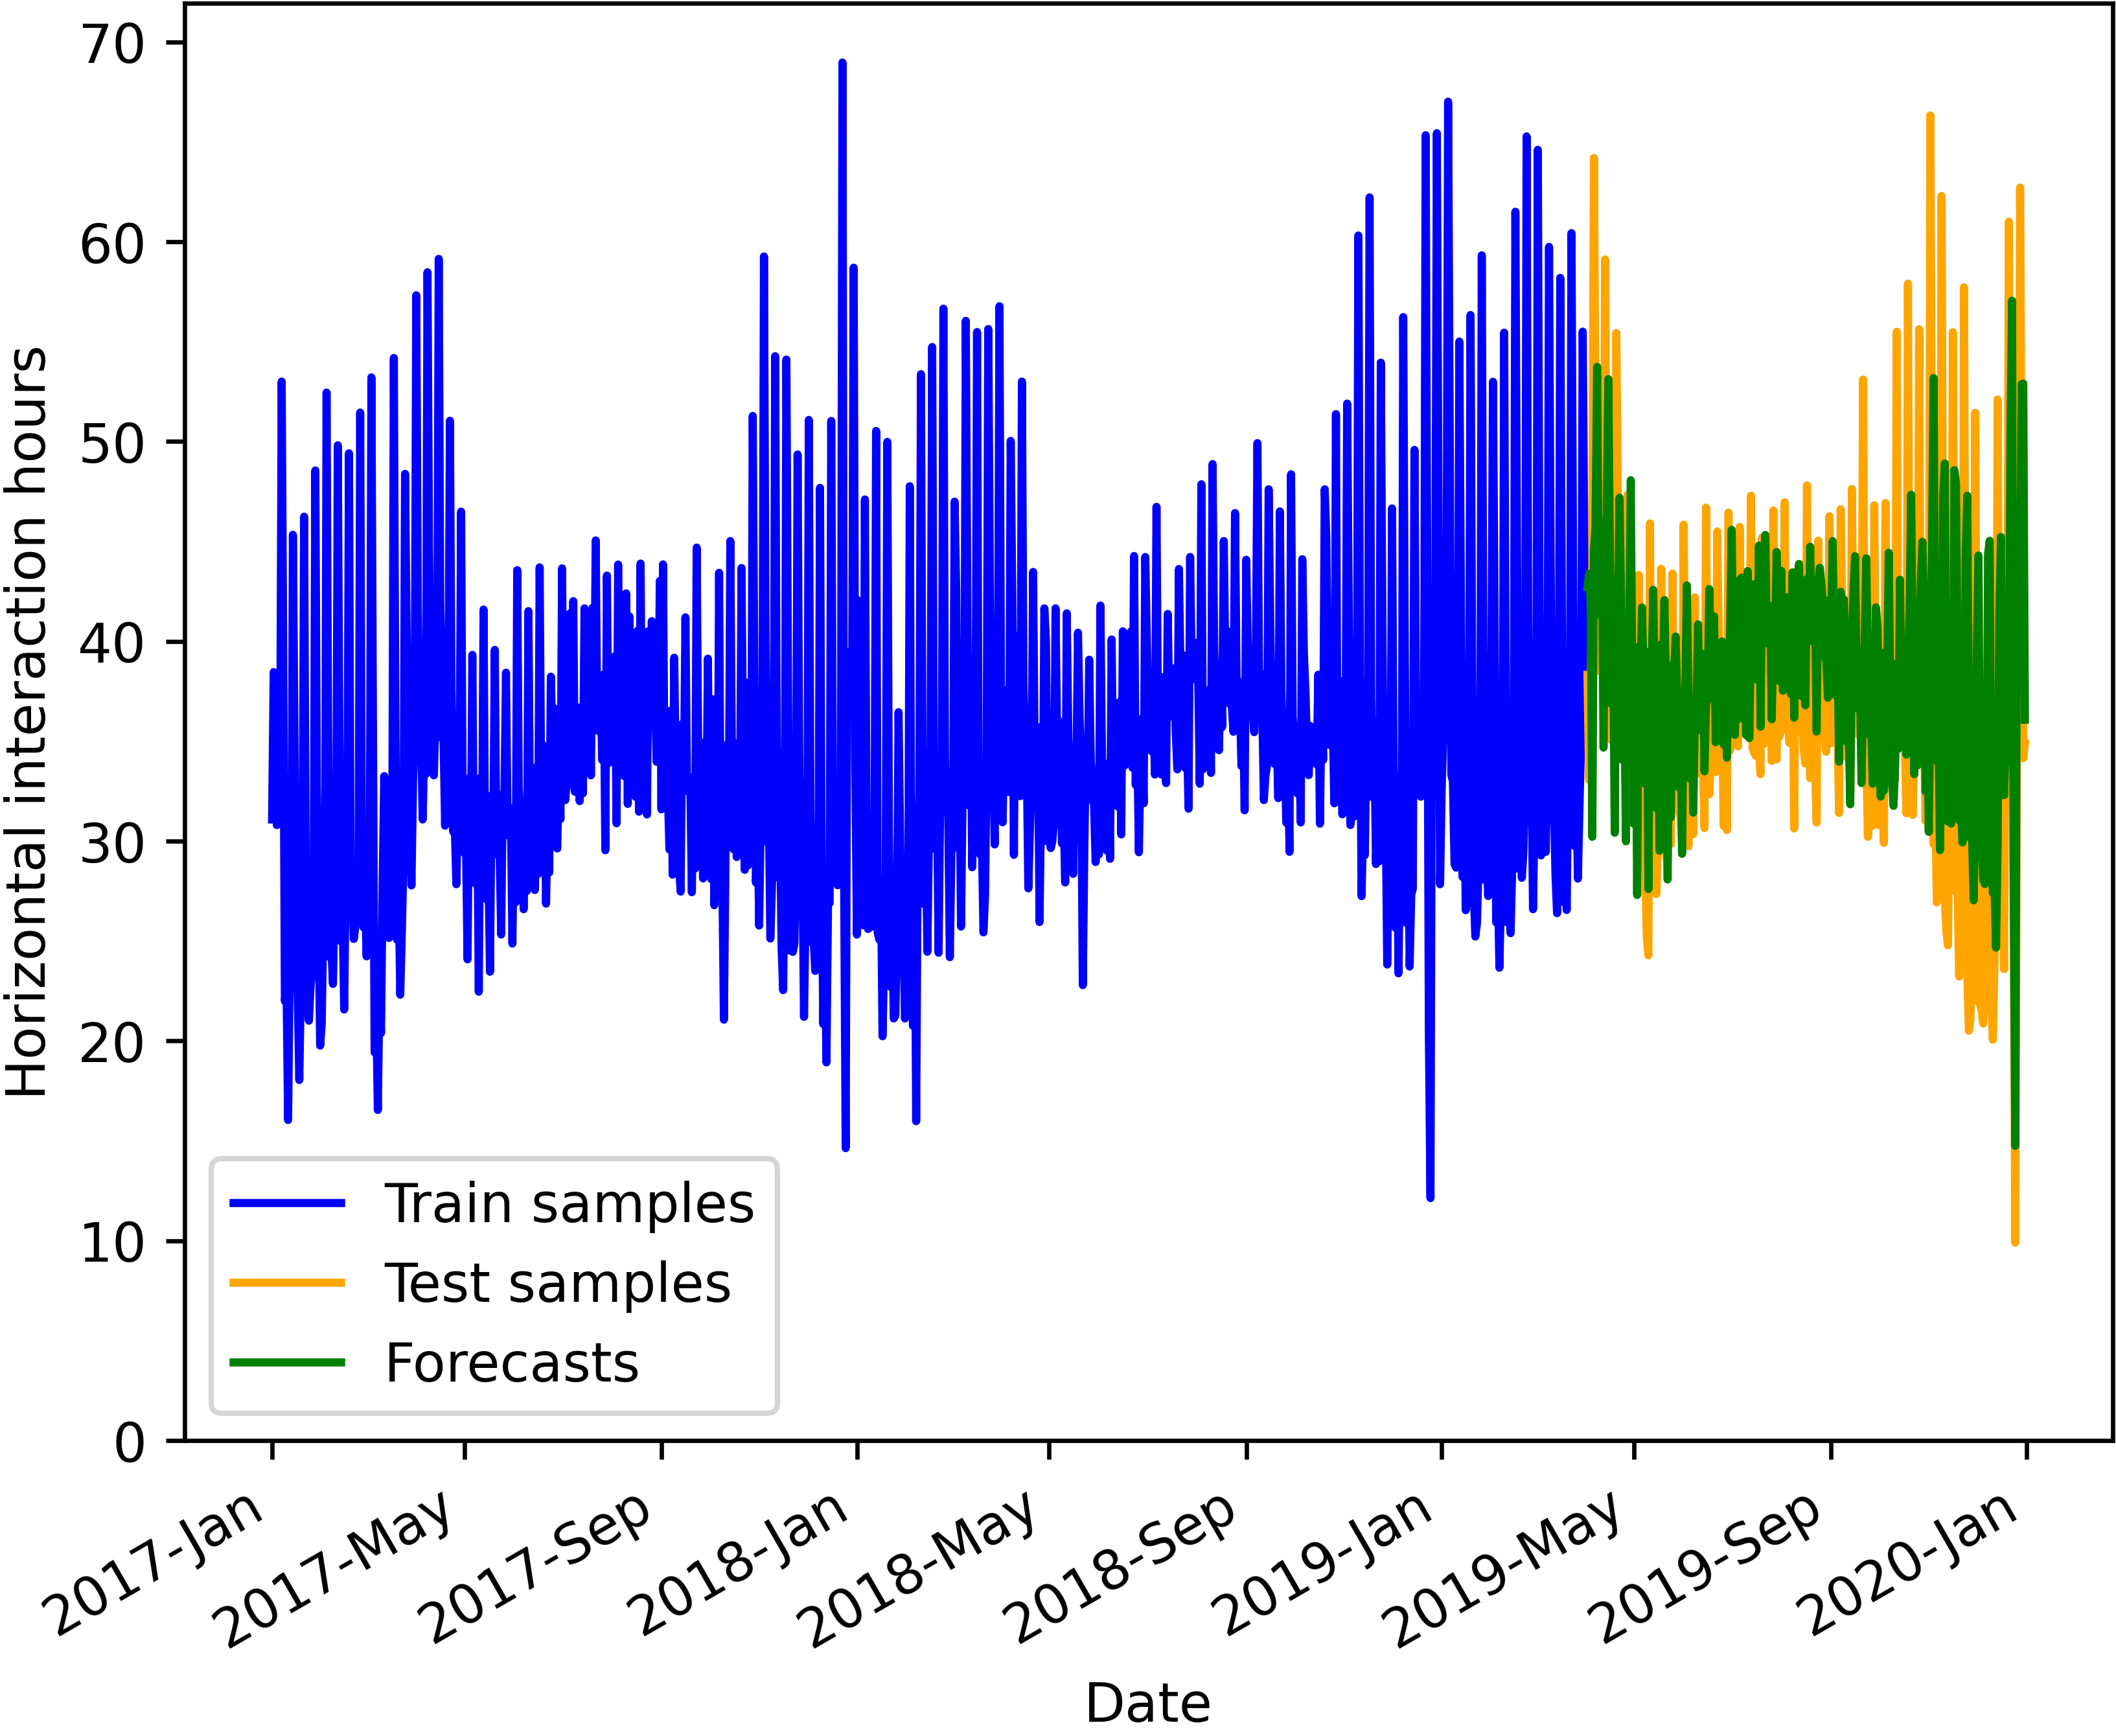 70
60
50
40
30
20
10
0
Horizontal interaction hours
Train samples
Test samples
Forecasts
2017-Jan
2017-May
2017-Sep
2018-Jan
2018-May
2018-Sep
2019-Jan
2019-May
2019-Sep
2020-Jan
Date